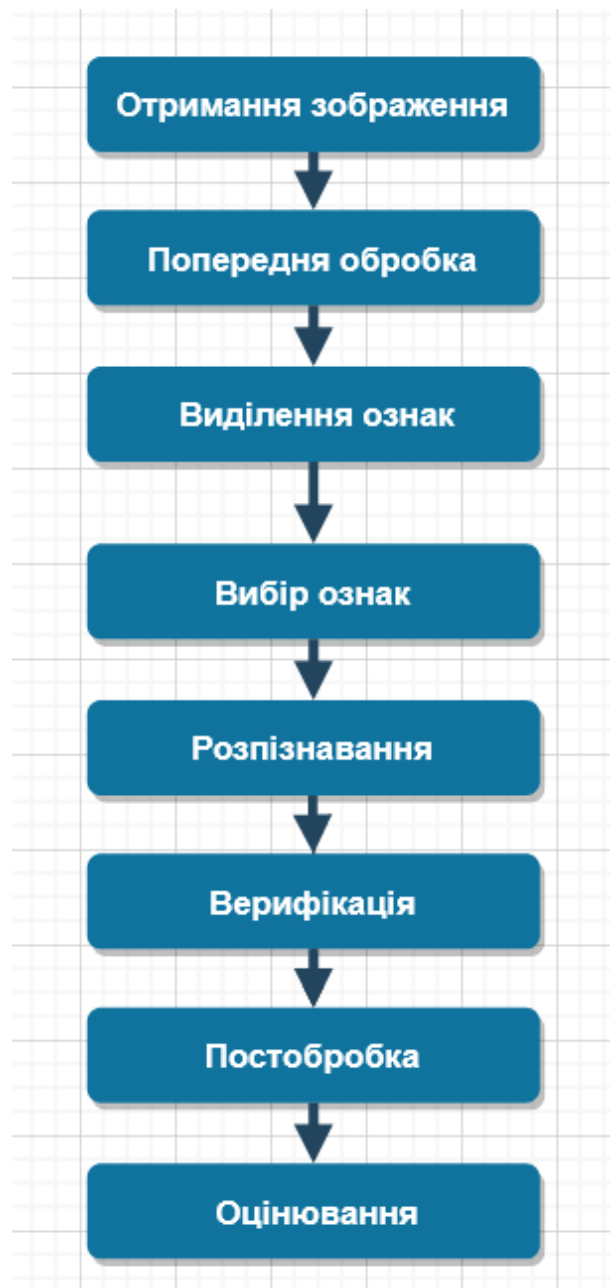 Отримання зображення
Попередня обробка
Виділення ознак
Вибір ознак
Розпізнавання
Верифікація
Постобробка
Оцінювання